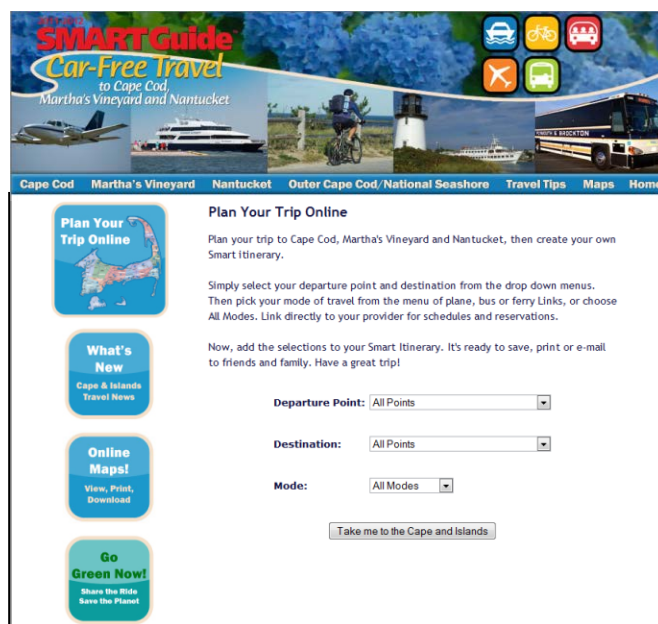 2011-2012
SMARTGuide
Car-Free Travel
to Cape Cod,
Martha's Vineyard and Nantucket
PLYMOUTH & BROCKTON
Cape Cod Martha's Vineyard Nantucket Outer Cape Cod/National Seashore Travel Tips Maps Home
Plan Your
Trip Online
What's
New
Cape & Islands
Travel News
Online
Maps!
View, Print,
Download
Go
Green Now!
Share the Ride
Save the Planet
Plan Your Trip Online
Plan your trip to Cape Cod, Martha's Vineyard and Nantucket, then create your own
Smart itinerary.
Simply select your departure point and destination from the drop down menus.
Then pick your mode of travel from the menu of plane, bus or ferry Links, or choose
All Modes. Link directly to your provider for schedules and reservations.
Now, add the selections to your Smart Itinerary. It's ready to save, print or e-mail
to friends and family. Have a great trip!
Departure Point: All Points
Destination: All Points
Mode: All Modes
Take me to the Cape and Islands